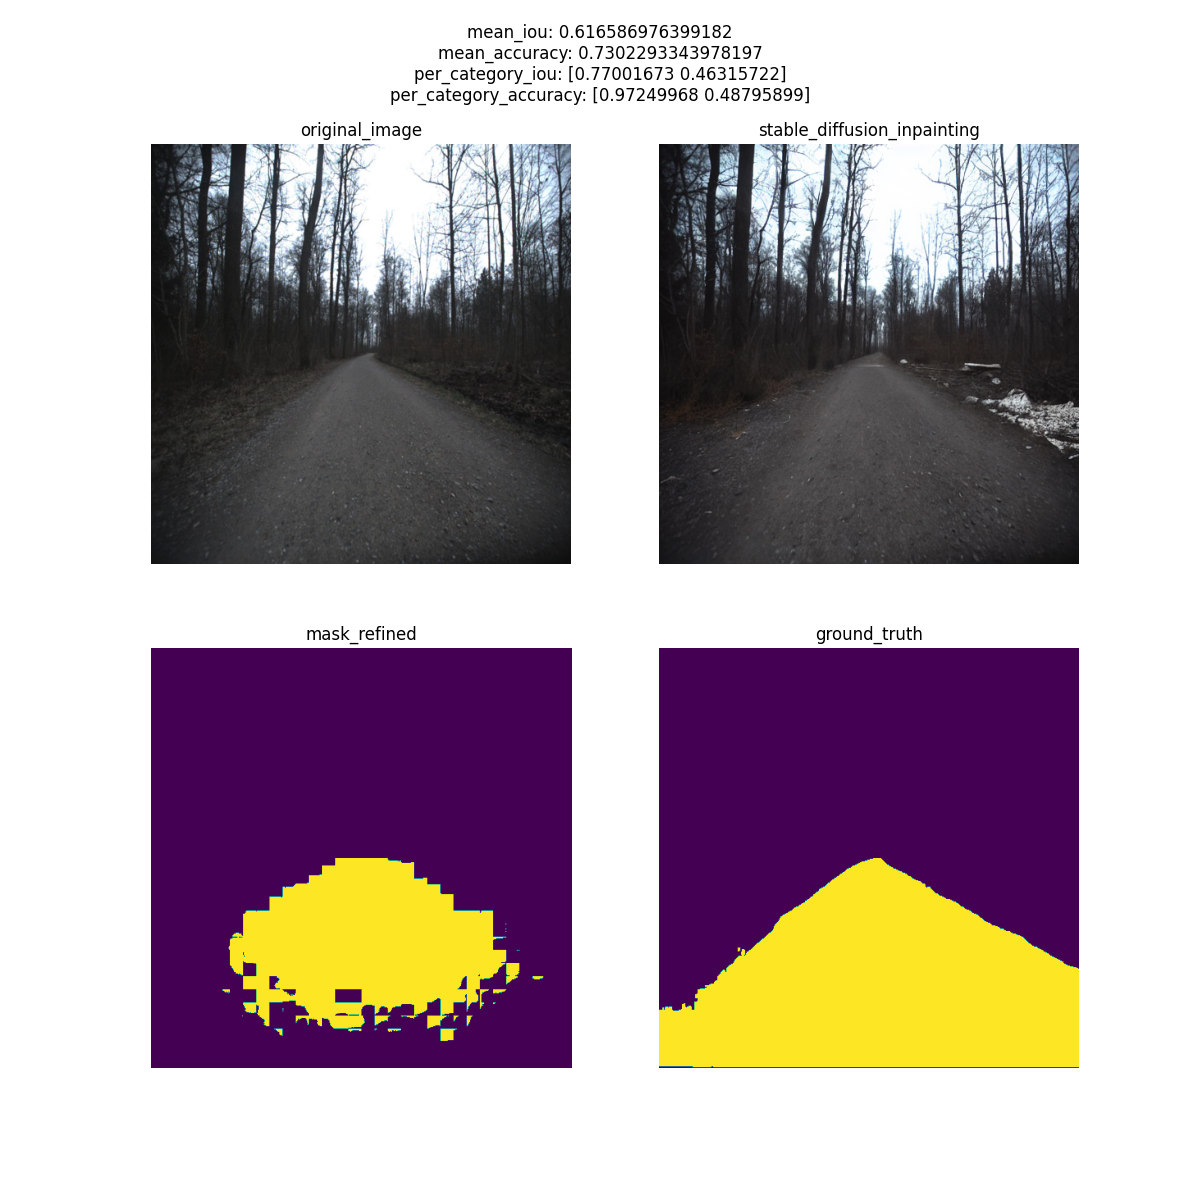 mean_iou: 0.616586976399182
mean_accuracy: 0.7302293343978197
per_category_iou: [0.77001673 0.46315722]
per_category_accuracy: [0.97249968 0.48795899]
original_image
stable_diffusion_inpainting
mask_refined
ground_truth